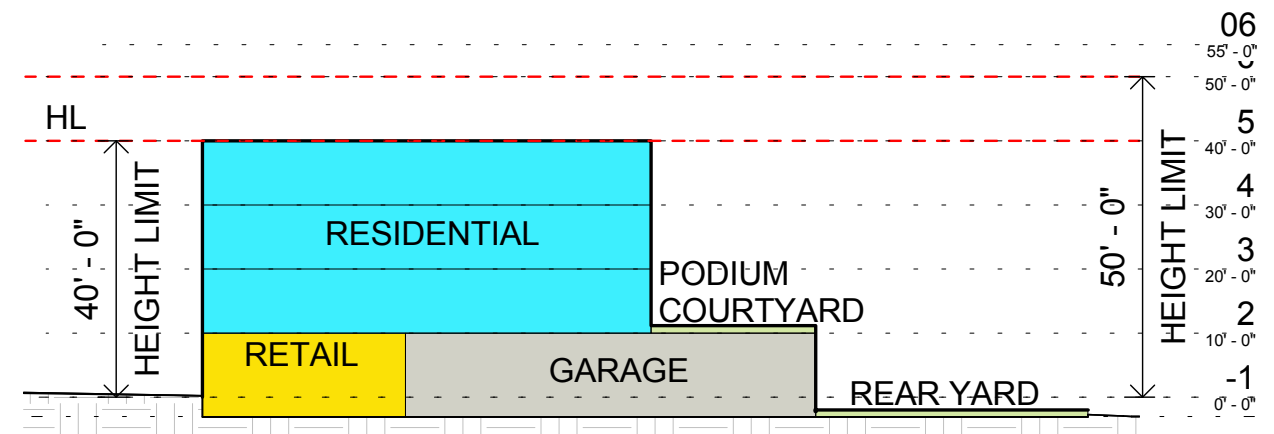 06
55' - 0"
50' - 0"
HL
5
40' - 0"
4
30' - 0"
RESIDENTIAL
3
20' - 0"
PODIUM
COURTYARD
2
10' - 0"
RETAIL
GARAGE
-1
REAR YARD
0' - 0"
40' - 0"
HEIGHT LIMIT
50' - 0"
HEIGHT LIMIT